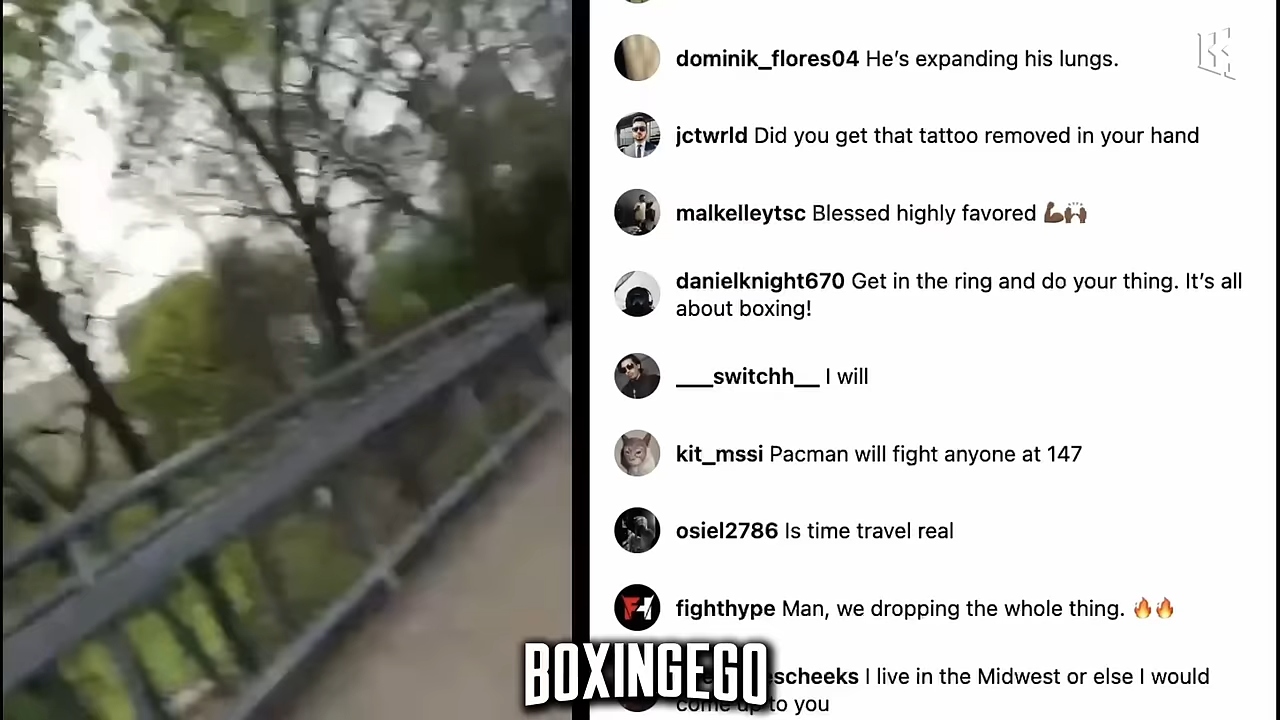 dominik_flores04 He’s expanding his lungs.
jctwrld Did you get that tattoo removed in your hand
malkelleytsc Blessed highly favored 💪🏾🙌🏾
danielknight670 Get in the ring and do your thing. It’s all
about boxing!
___switchh__ I will
kit_mssi Pacman will fight anyone at 147
osiel2786 Is time travel real
fighthype Man, we dropping the whole thing. 🔥🔥
I live in the Midwest or else I would
come up to you
BOXINGEGO